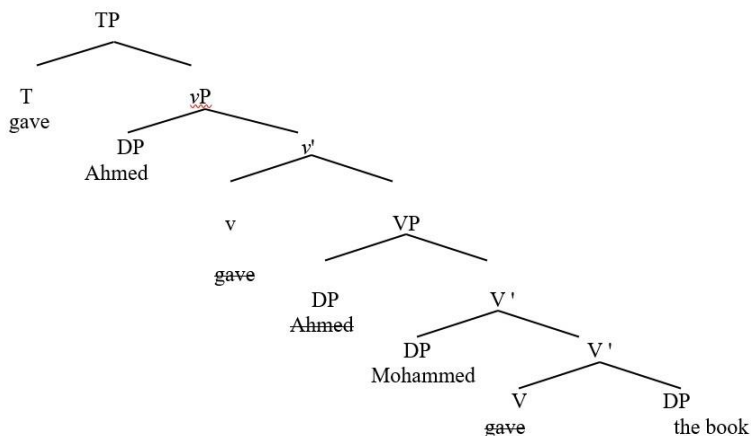 TP
T vP
gave
DP v'
Ahmed
v VP
gave
DP V '
Ahmed
DP V '
Mohammed
V DP
gave the book